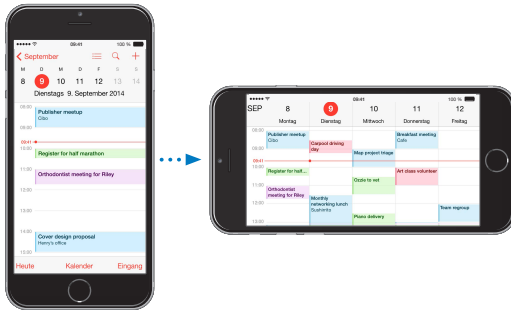 09:41 100 %
September
M D M D F S S
8 9 10 11 12 13 14
Dienstags 9. September 2014
Publisher meetup
Cibo
09:00
09:41
Register for half marathon
11:00
Orthodontist meeting for Riley
12:00
13:00
14:00
15:00
Cover design proposal
Henry's office
Heute Kalender Eingang
09:41 100 %
SEP 8 9 10 11 12
Montag Dienstag Mittwoch Donnerstag Freitag
Publisher meetup
Cibo
Carpool driving
day
Map project triage
Breakfast meeting
Cafe
09:41
Register for half...
Ozzie to vet
Art class volunteer
11:00
Orthodontist
meeting for Riley
12:00
Monthly
networking lunch
Sushirrito
Piano delivery
Team regroup
13:00